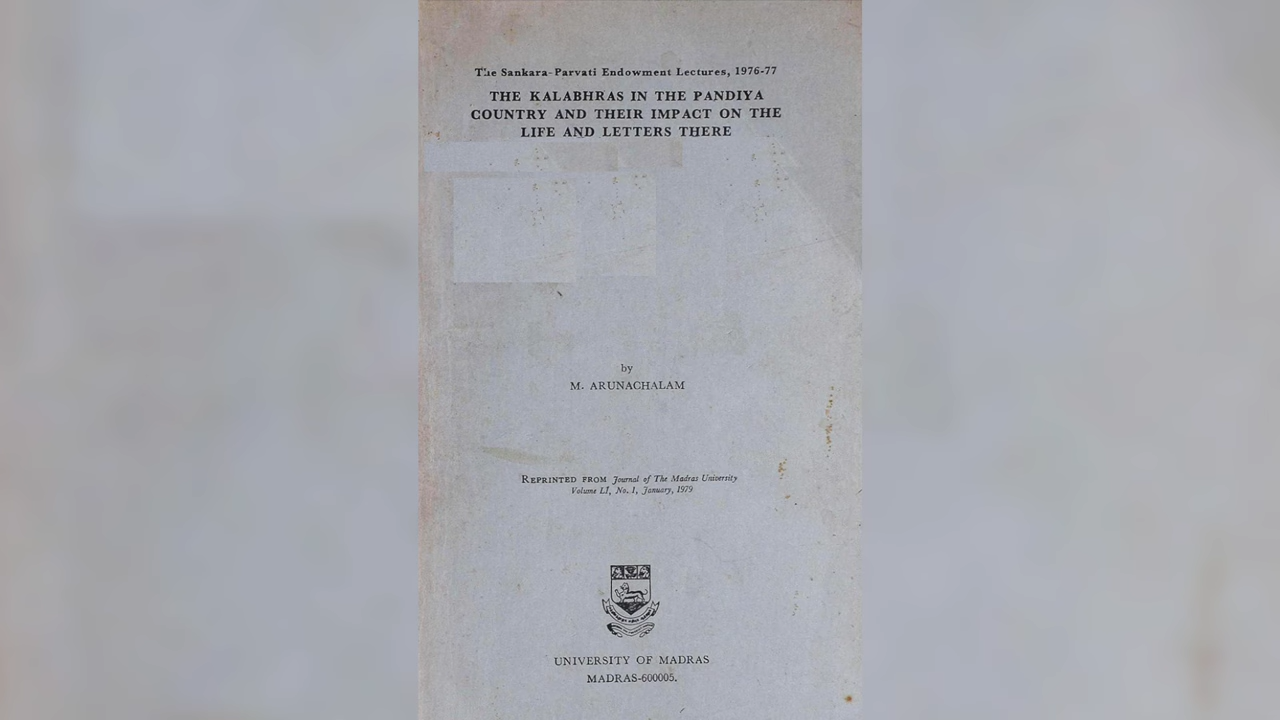 The Sankara-Parvati Endowment Lectures, 1976-77
THE KALABHRAS IN THE PANDIYA
COUNTRY AND THEIR IMPACT ON THE
LIFE AND LETTERS THERE
by
M. ARUNACHALAM
REPRINTED FROM Journal of The Madras University
Volume LI, No. 1, January, 1979
UNIVERSITY OF MADRAS
MADRAS-600005.